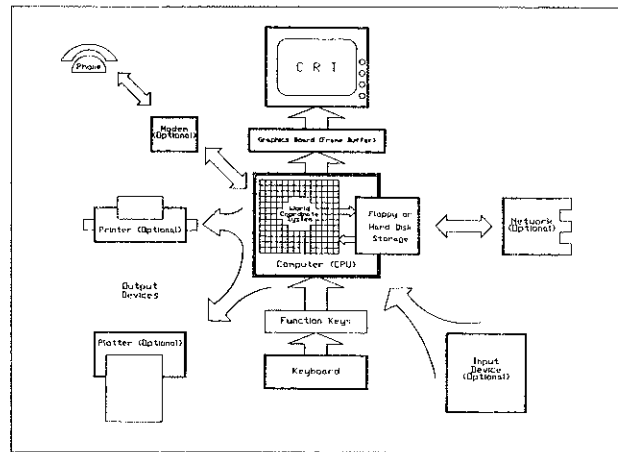 C R T
Phone
Modem
(Optional)
Graphics Board (Frame Buffer)
World
Coordinate
System
Floppy or
Hard Disk
Storage
Network
(Optional)
Printer (Optional)
Computer (CPU)
Output
Devices
Function Keys
Plotter (Optional)
Input
Device
(Optional)
Keyboard